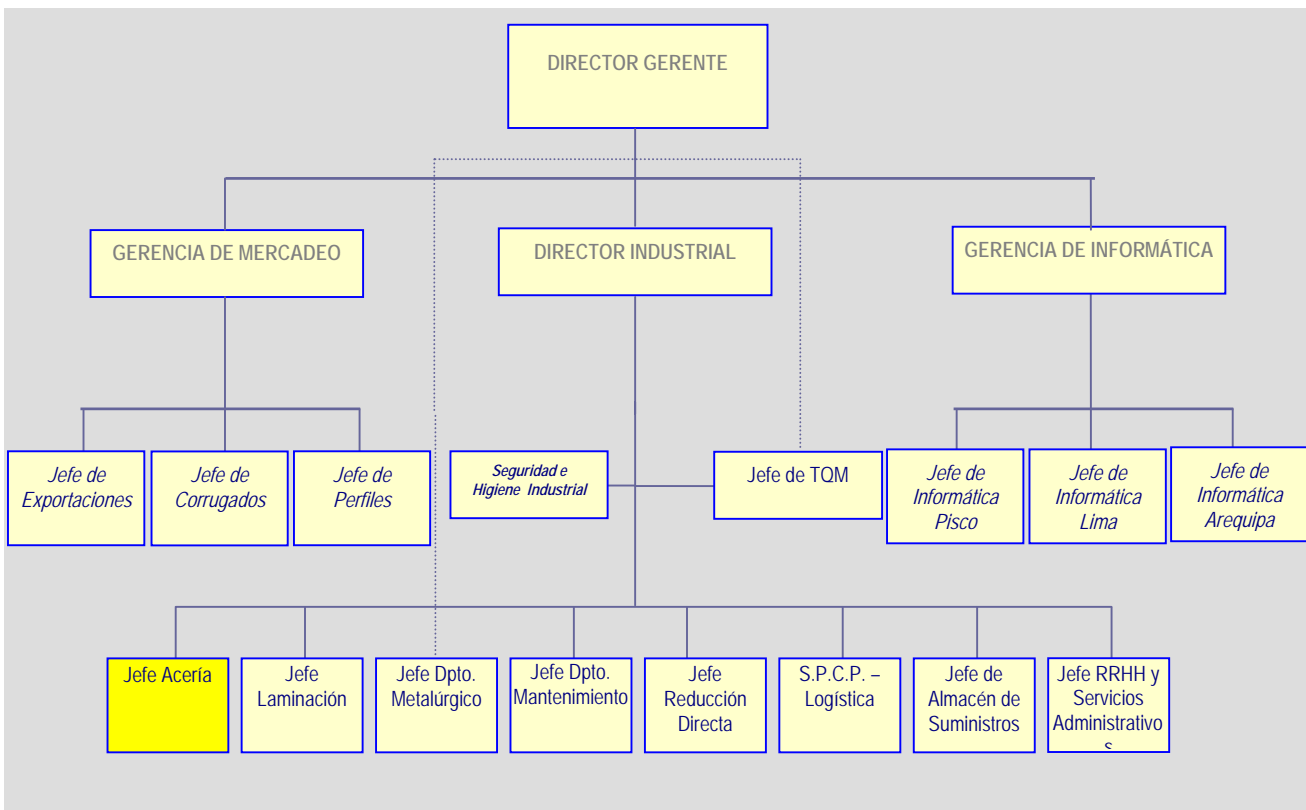 DIRECTOR GERENTE
GERENCIA DE MERCADEO
DIRECTOR INDUSTRIAL
GERENCIA DE INFORMÁTICA
Jefe de
Exportaciones
Jefe de
Corrugados
Jefe de
Perfiles
Seguridad e
Higiene Industrial
Jefe de TQM
Jefe de
Informática
Pisco
Jefe de
Informática
Lima
Jefe de
Informática
Arequipa
Jefe Acería
Jefe
Laminación
Jefe Dpto.
Metalúrgico
Jefe Dpto.
Mantenimiento
Jefe
Reducción
Directa
S.P.C.P. –
Logística
Jefe de
Almacén de
Suministros
Jefe RRHH y
Servicios
Administrativo
s